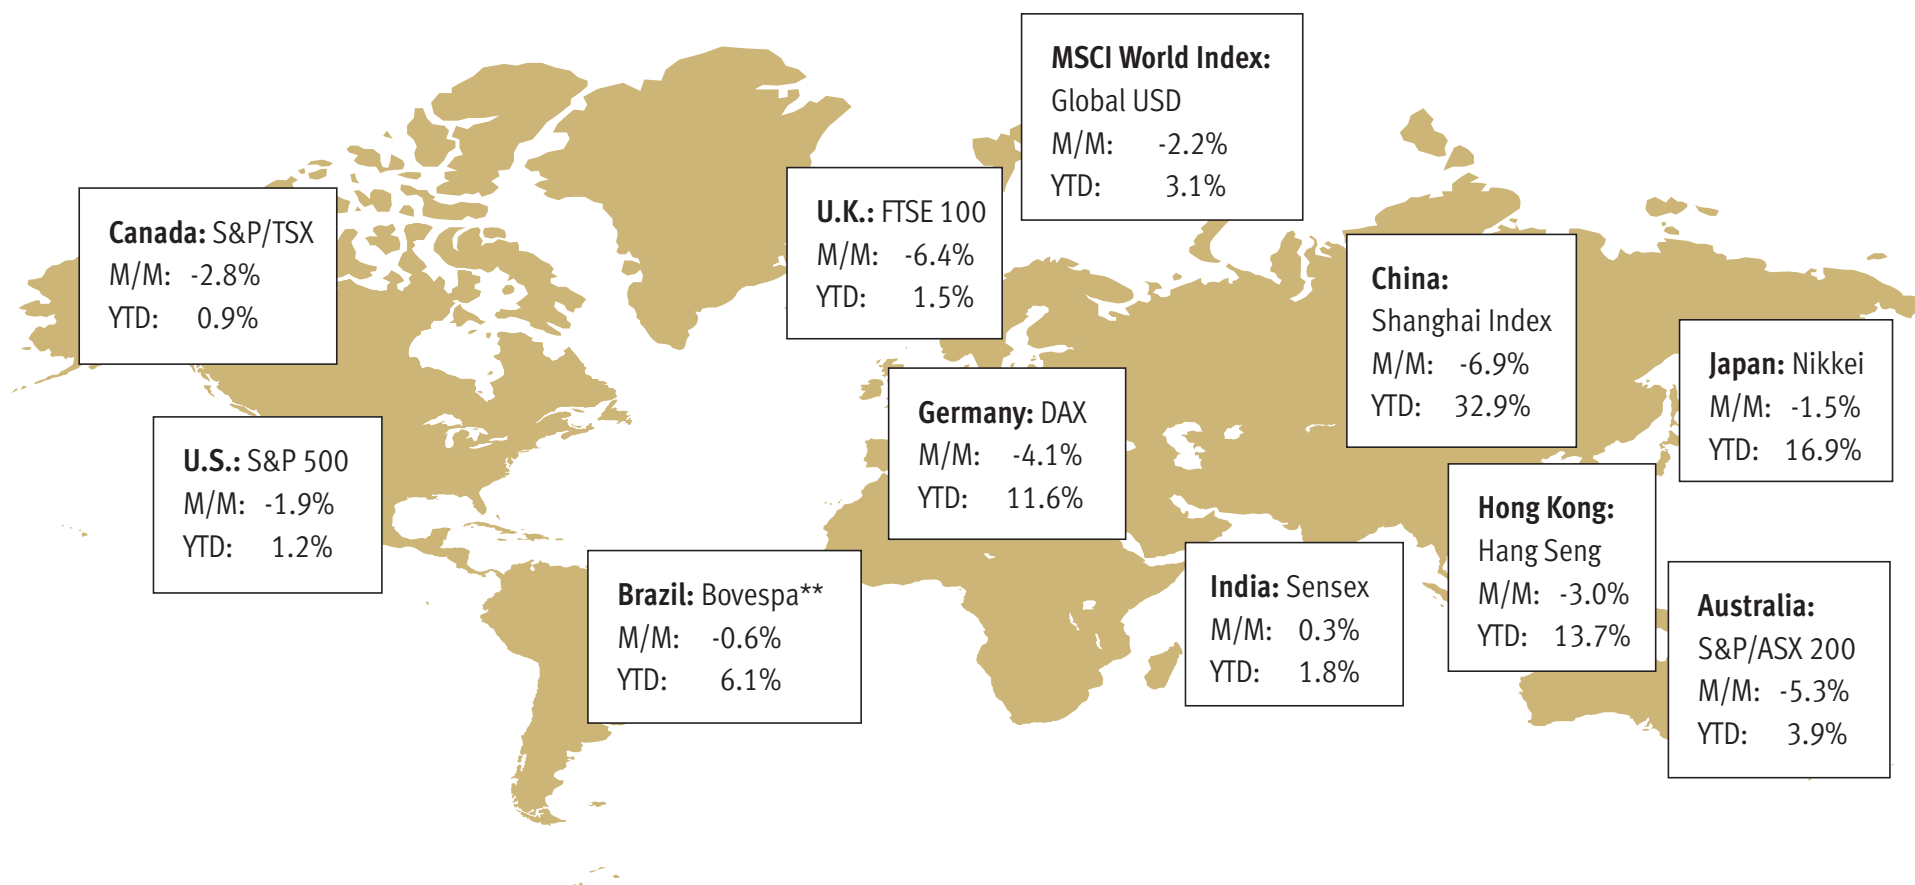 MSCI World Index:
Global USD
M/M: -2.2%
YTD: 3.1%
Canada: S&P/TSX
M/M: -2.8%
YTD: 0.9%
U.K.: FTSE 100
M/M: -6.4%
YTD: 1.5%
China:
Shanghai Index
M/M: -6.9%
YTD: 32.9%
Japan: Nikkei
M/M: -1.5%
YTD: 16.9%
Germany: DAX
M/M: -4.1%
YTD: 11.6%
U.S.: S&P 500
M/M: -1.9%
YTD: 1.2%
Hong Kong:
Hang Seng
M/M: -3.0%
YTD: 13.7%
Brazil: Bovespa**
M/M: -0.6%
YTD: 6.1%
India: Sensex
M/M: 0.3%
YTD: 1.8%
Australia:
S&P/ASX 200
M/M: -5.3%
YTD: 3.9%